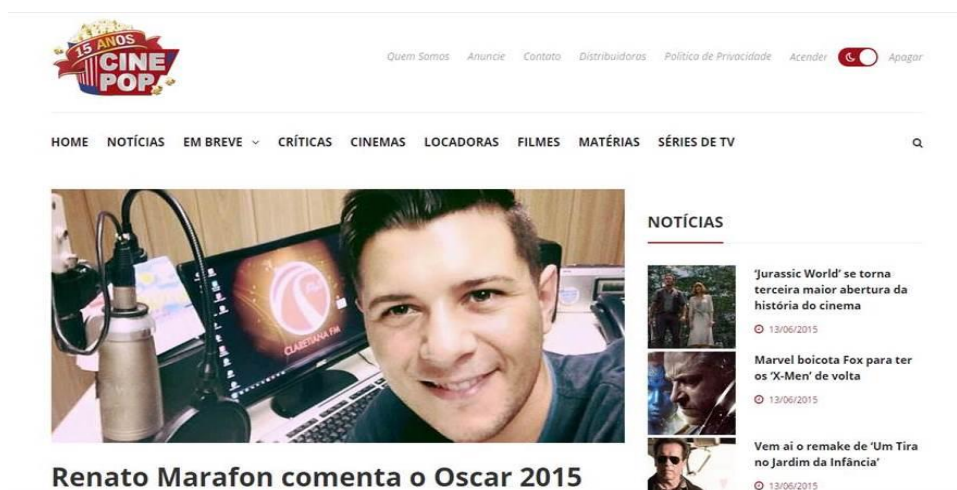 15 ANOS
CINE
POP
Quem Somos Anuncie Contato Distribuidoras Política de Privacidade Acender Apagar
HOME NOTÍCIAS EM BREVE CRÍTICAS CINEMAS LOCADORAS FILMES MATÉRIAS SÉRIES DE TV
CLARETIANA FM
Renato Marafon comenta o Oscar 2015
NOTÍCIAS
'Jurassic World' se torna
terceira maior abertura da
história do cinema
13/06/2015
Marvel boicota Fox para ter
os 'X-Men' de volta
13/06/2015
Vem ai o remake de 'Um Tira
no Jardim da Infância'
13/06/2015